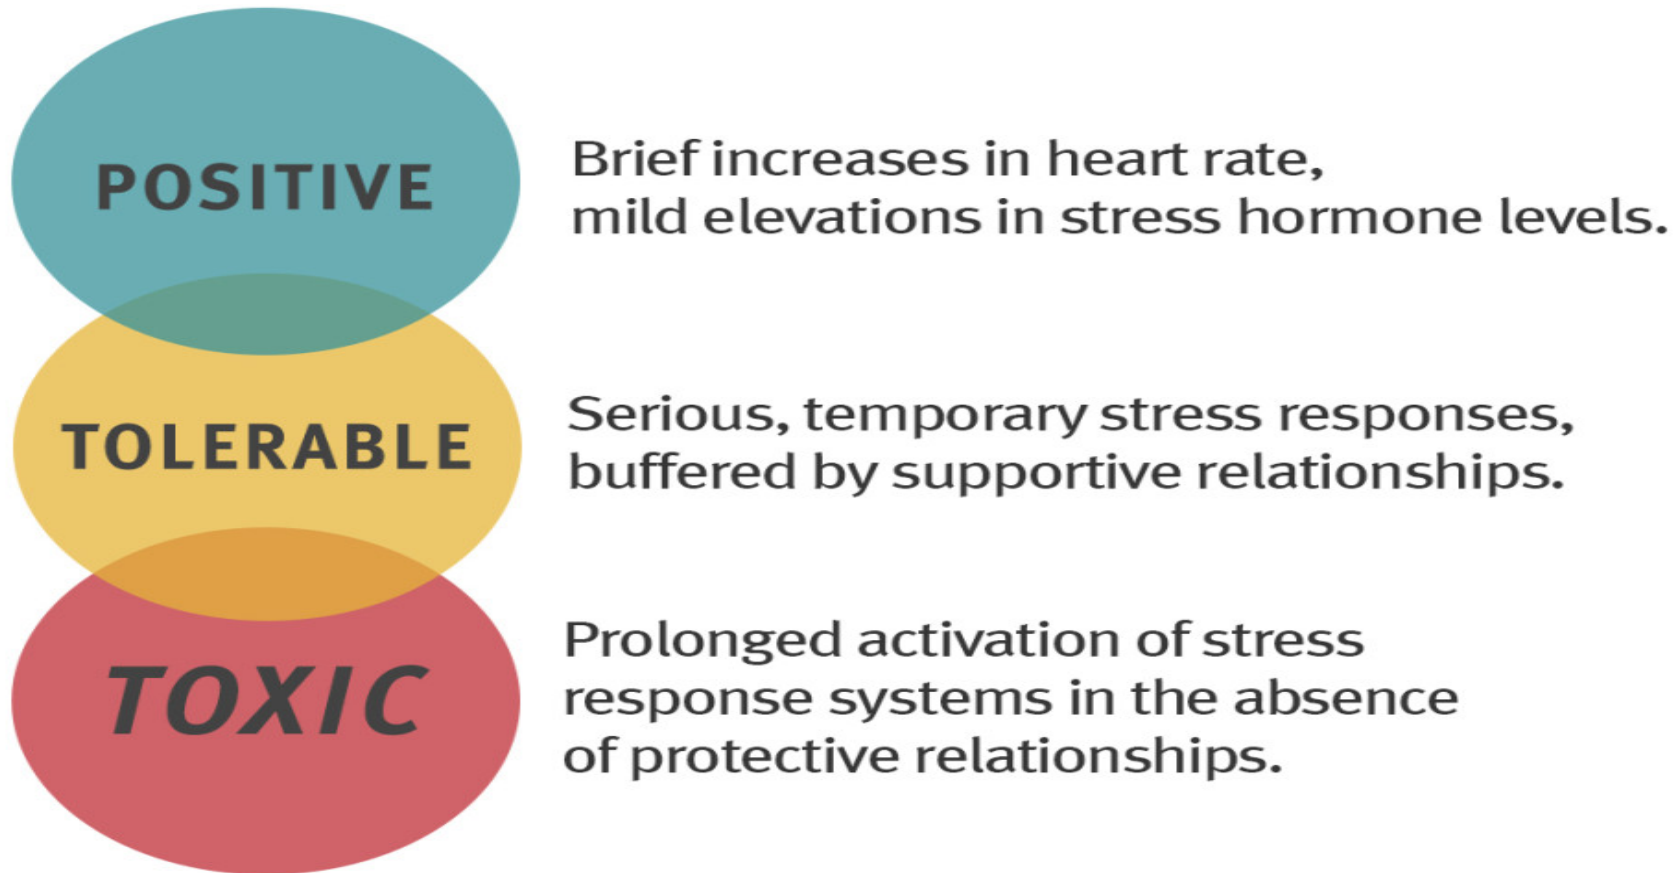 POSITIVE
Brief increases in heart rate,
mild elevations in stress hormone levels.
TOLERABLE
Serious, temporary stress responses,
buffered by supportive relationships.
TOXIC
Prolonged activation of stress
response systems in the absence
of protective relationships.